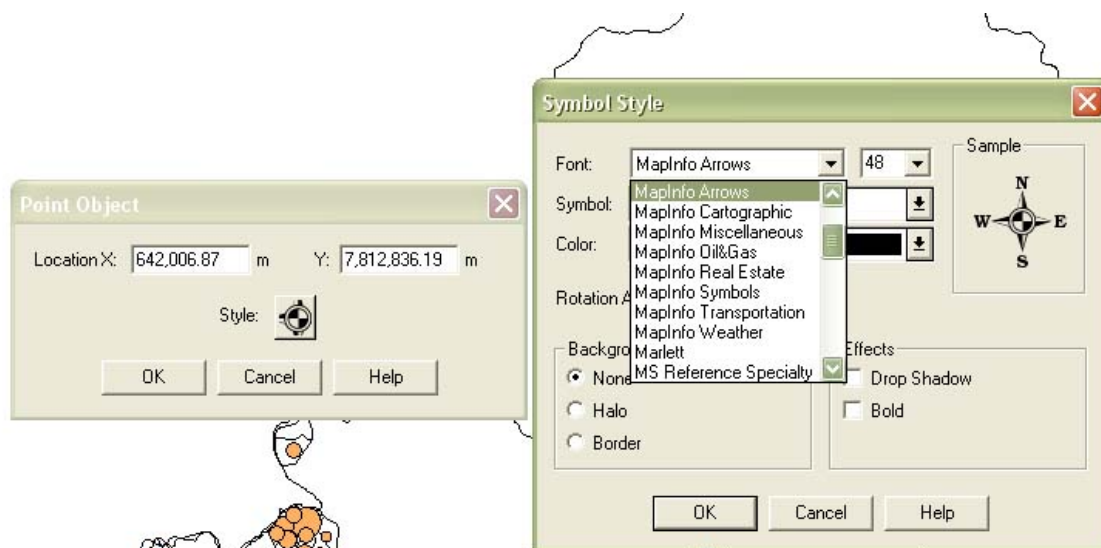 Point Object
Location X: 642,006.87 m Y: 7,812,836.19 m
Style:
OK Cancel Help
Symbol Style
Font: MapInfo Arrows 48
Symbol:
Color:
Rotation A
MapInfo Arrows
MapInfo Cartographic
MapInfo Miscellaneous
MapInfo Oil&Gas
MapInfo Real Estate
MapInfo Symbols
MapInfo Transportation
MapInfo Weather
Marlett
MS Reference Specialty
Sample
N
W E
S
Backgro
None
Halo
Border
Effects
Drop Shadow
Bold
OK Cancel Help